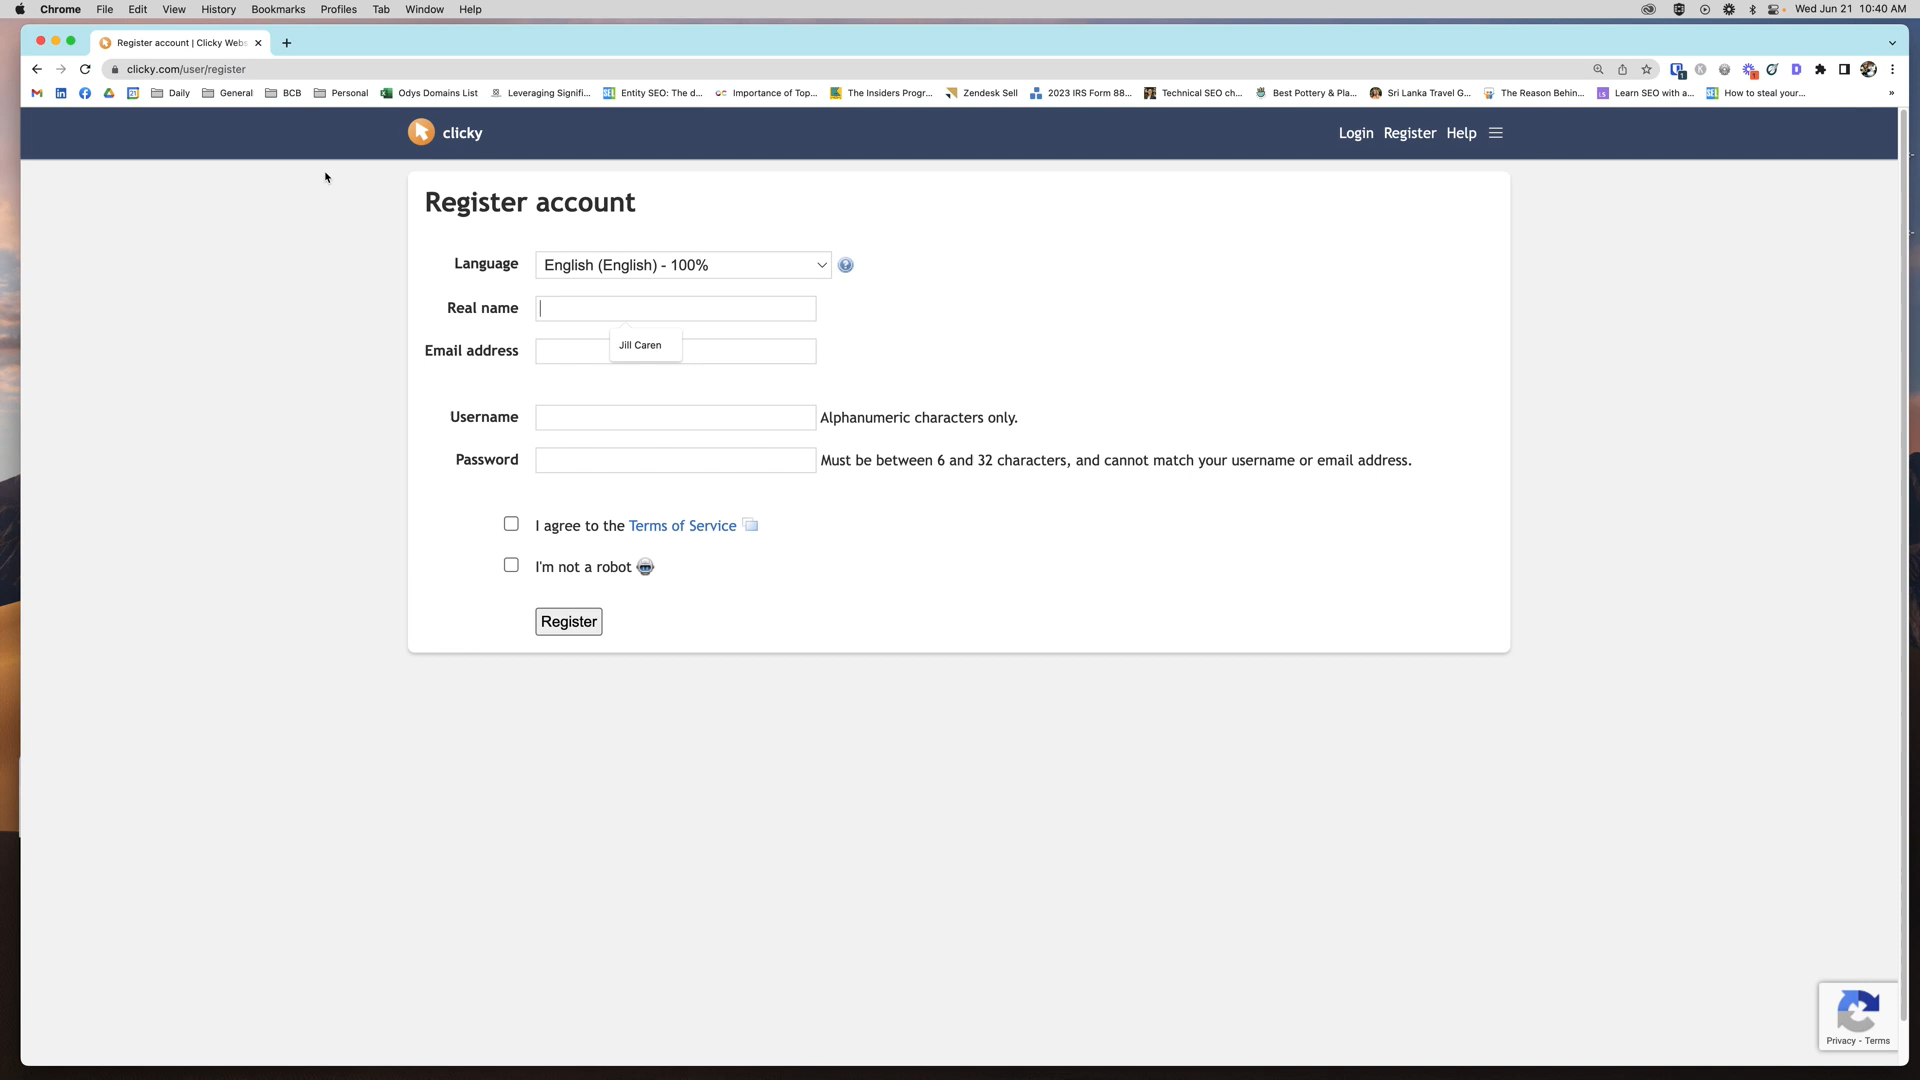 Chrome File Edit View History Bookmarks Profiles Tab Window Help Wed Jun 21 10:40 AM
Register account | Clicky Webs
clicky.com/user/register
Daily General BCB Personal Odys Domains List Leveraging Signifi... Entity SEO: The d... Importance of Top... The Insiders Progr... Zendesk Sell 2023 IRS Form 88... Technical SEO ch... Best Pottery & Pla... Sri Lanka Travel G... The Reason Behin... Learn SEO with a... How to steal your... »
clicky Login Register Help
Register account
Language English (English) - 100%
Real name
Jill Caren
Email address
Username Alphanumeric characters only.
Password Must be between 6 and 32 characters, and cannot match your username or email address.
I agree to the Terms of Service
I'm not a robot
Register
Privacy - Terms